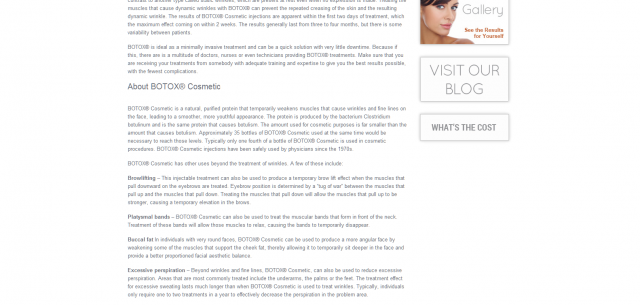 muscles that cause dynamic wrinkles with BOTOX® can prevent the repeated creasing of the skin and the resulting
dynamic wrinkle. The results of BOTOX® Cosmetic injections are apparent within the first two days of treatment, which
the maximum effect coming on within 2 weeks. The results generally last from three to four months, but there is some
variability between patients.
BOTOX® is ideal as a minimally invasive treatment and can be a quick solution with very little downtime. Because if
this, there are is a multitude of doctors, nurses or even technicians providing BOTOX® treatments. Make sure that you
are receiving your treatments from somebody with adequate training and expertise to give you the best results possible,
with the fewest complications.
About BOTOX® Cosmetic
BOTOX® Cosmetic is a natural, purified protein that temporarily weakens muscles that cause wrinkles and fine lines on
the face, leading to a smoother, more youthful appearance. The protein is produced by the bacterium Clostridium
betulinum and is the same protein that causes botulism. The amount used for cosmetic purposes is far smaller than the
amount that causes botulism. Approximately 35 bottles of BOTOX® Cosmetic used at the same time would be
necessary to reach those levels. Typically only one fourth of a bottle of BOTOX® Cosmetic is used in cosmetic
procedures. BOTOX® Cosmetic injections have been safely used by physicians since the 1970s.
BOTOX® Cosmetic has other uses beyond the treatment of wrinkles. A few of these include:
Browlifting – This injectable treatment can also be used to produce a temporary brow lift effect when the muscles that
pull downward on the eyebrows are treated. Eyebrow position is determined by a "tug of war" between the muscles that
pull up and the muscles that pull down. Treating the muscles that pull down will allow the muscles that pull up to be
stronger, causing a temporary elevation in the brows.
Platysmal bands – BOTOX® Cosmetic can also be used to treat the muscular bands that form in front of the neck.
Treatment of these bands will allow those muscles to relax, causing the bands to temporarily disappear.
Buccal fat In individuals with very round faces, BOTOX® Cosmetic can be used to produce a more angular face by
weakening some of the muscles that support the cheek fat, thereby allowing it to temporarily sit deeper in the face and
provide a better proportioned facial aesthetic balance.
Excessive perspiration – Beyond wrinkles and fine lines, BOTOX® Cosmetic, can also be used to reduce excessive
perspiration. Areas that are most commonly treated include the underarms, the palms or the feet. The treatment
for excessive sweating lasts much longer than when BOTOX® Cosmetic is used to treat wrinkles. Typically, individuals
only require one to two treatments in a year to effectively decrease the perspiration in the problem area.
Gallery
See the Results
for Yourself
VISIT OUR
BLOG
WHAT'S THE COST